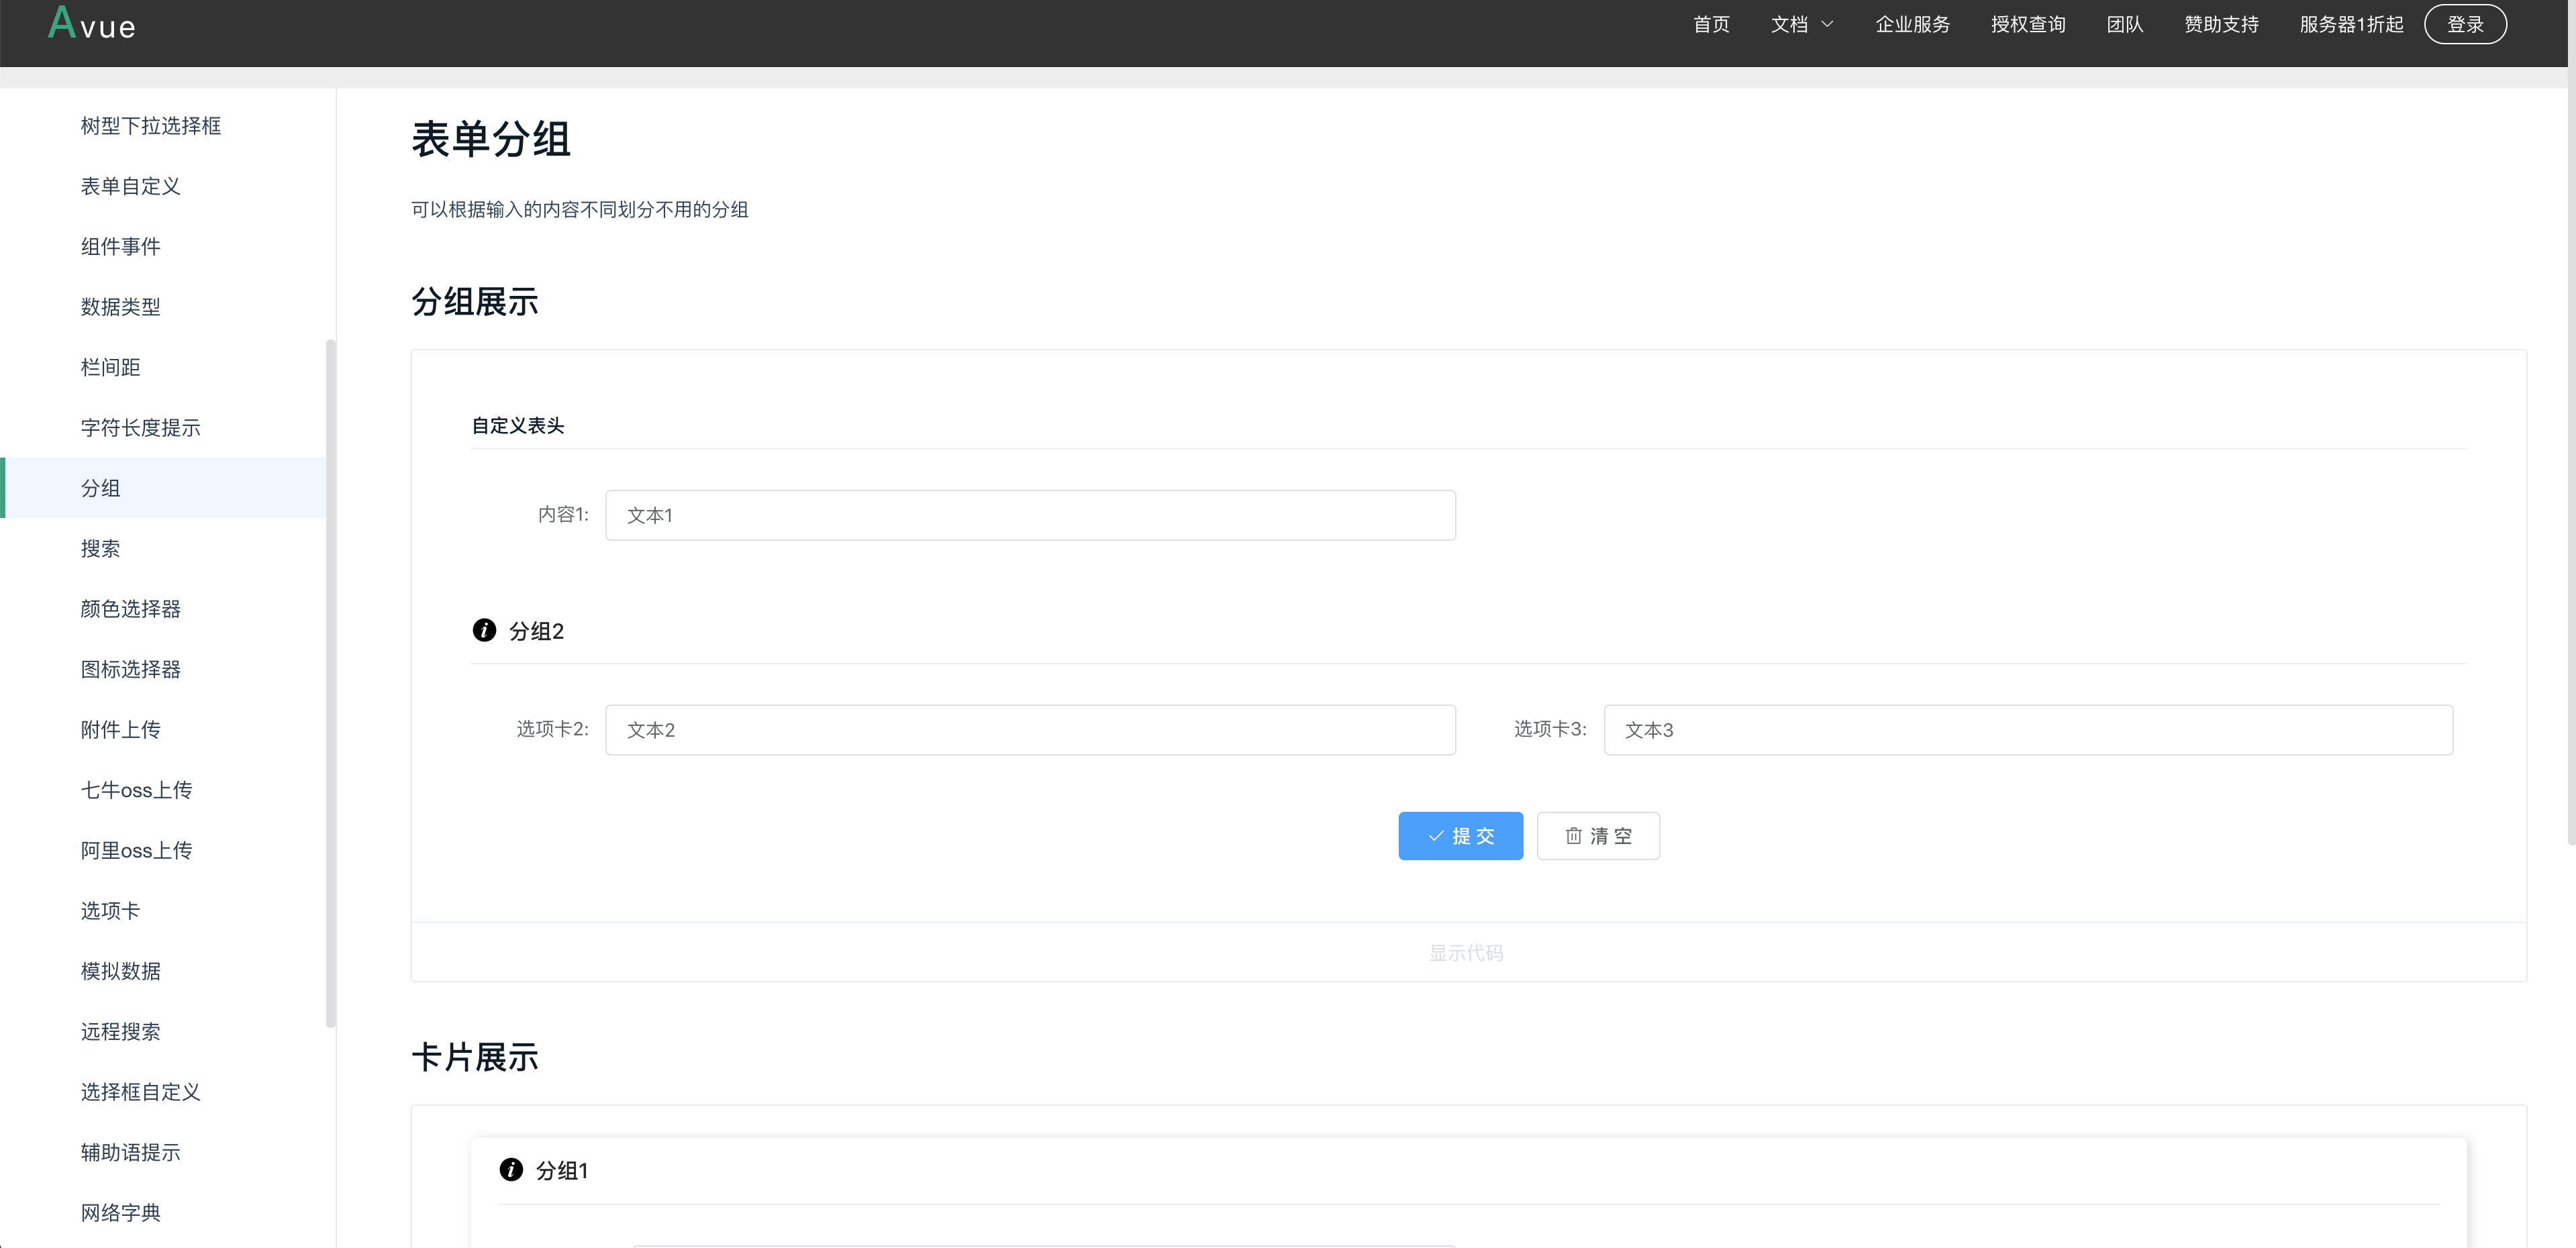 Avue
首页 文档 企业服务 授权查询 团队 赞助支持 服务器1折起 登录
树型下拉选择框
表单自定义
组件事件
数据类型
栏间距
字符长度提示
分组
搜索
颜色选择器
图标选择器
附件上传
七牛oss上传
阿里oss上传
选项卡
模拟数据
远程搜索
选择框自定义
辅助语提示
网络字典
表单分组
可以根据输入的内容不同划分不用的分组
分组展示
自定义表头
内容1: 文本1
分组2
选项卡2: 文本2 选项卡3: 文本3
提 交 清 空
显示代码
卡片展示
分组1